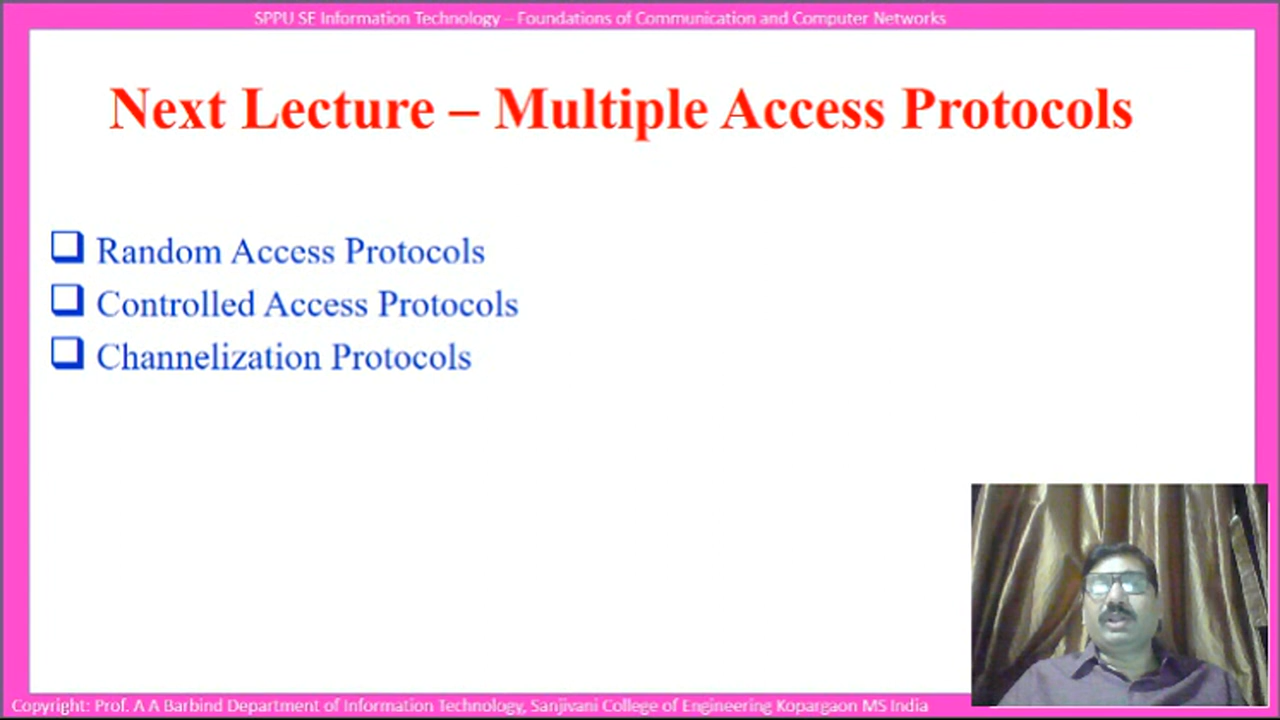 SPPU SE Information Technology – Foundations of Communication and Computer Networks
Next Lecture – Multiple Access Protocols
Random Access Protocols
Controlled Access Protocols
Channelization Protocols
Copyright: Prof. A A Barbind Department of Information Technology, Sanjivani College of Engineering Kopargaon MS India